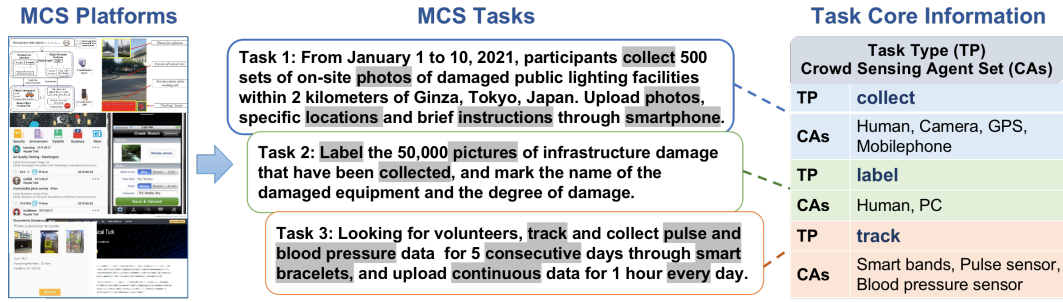 MCS Platforms
MCS Tasks
Task Core Information
Creek Watch
Save & Upload
Task 1: From January 1 to 10, 2021, participants collect 500
sets of on-site photos of damaged public lighting facilities
within 2 kilometers of Ginza, Tokyo, Japan. Upload photos,
specific locations and brief instructions through smartphone.
Task 2: Label the 50,000 pictures of infrastructure damage
that have been collected, and mark the name of the
damaged equipment and the degree of damage.
Task 3: Looking for volunteers, track and collect pulse and
blood pressure data for 5 consecutive days through smart
bracelets, and upload continuous data for 1 hour every day.
Task Type (TP)
Crowd Sensing Agent Set (CAs)
TP collect
CAs Human, Camera, GPS,
Mobilephone
TP label
CAs Human, PC
TP track
CAs Smart bands, Pulse sensor,
Blood pressure sensor